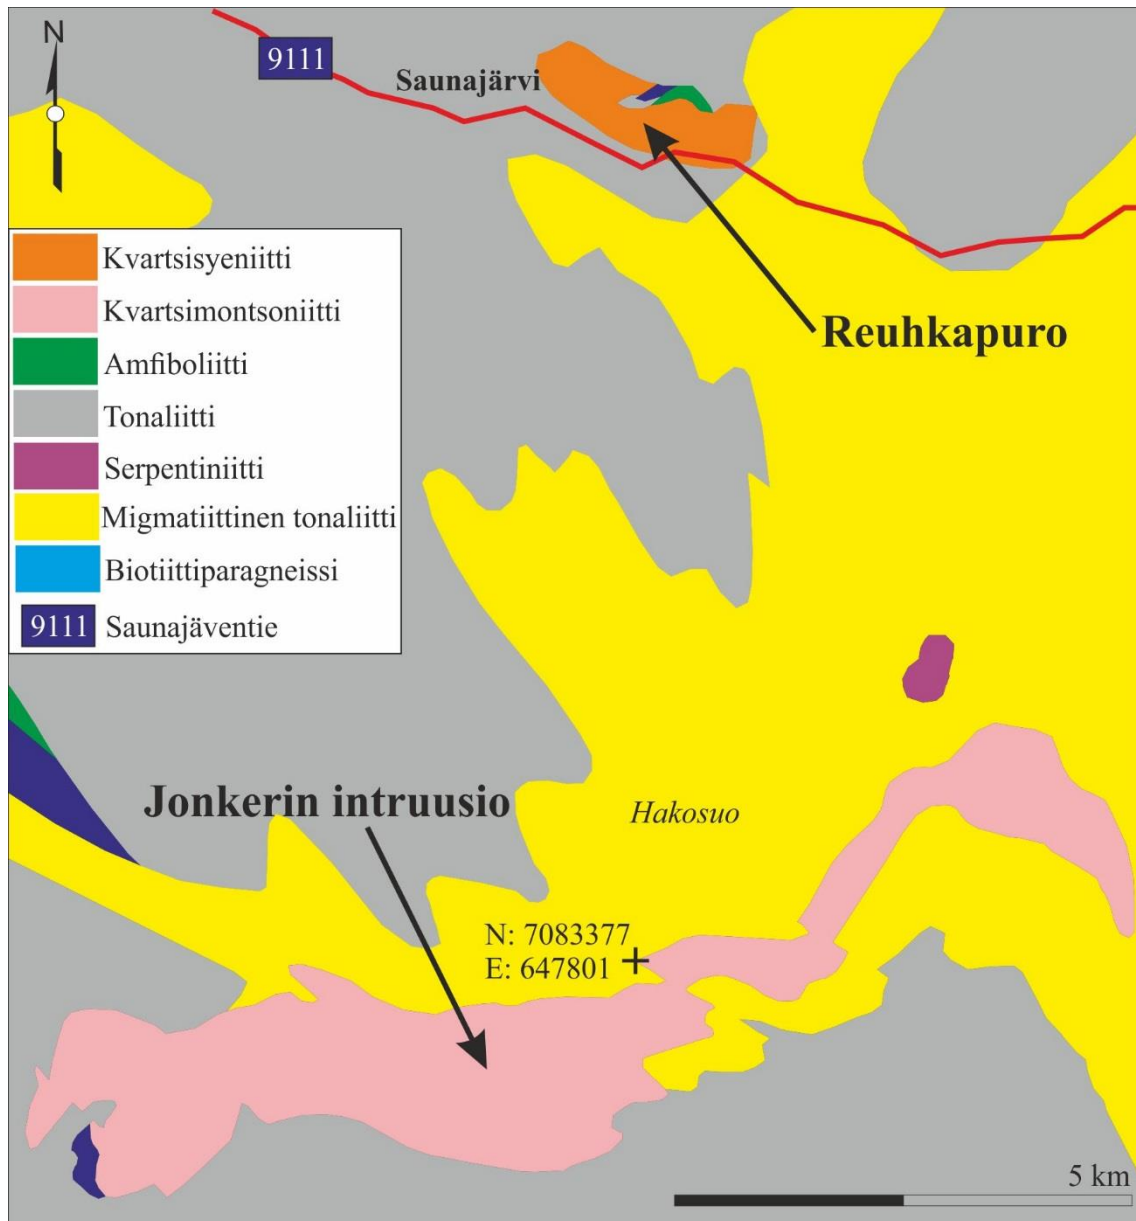 N
9111
Saunajärvi
Kvartsisyeniitti
Kvartsimontsoniitti
Amfiboliitti
Tonaliitti
Serpentiniitti
Migmatiittinen tonaliitti
Biotiittiparagneissi
9111 Saunajäventie
Reuhkapuro
Jonkerin intruusio
Hakosuo
N: 7083377
E: 647801
5 km